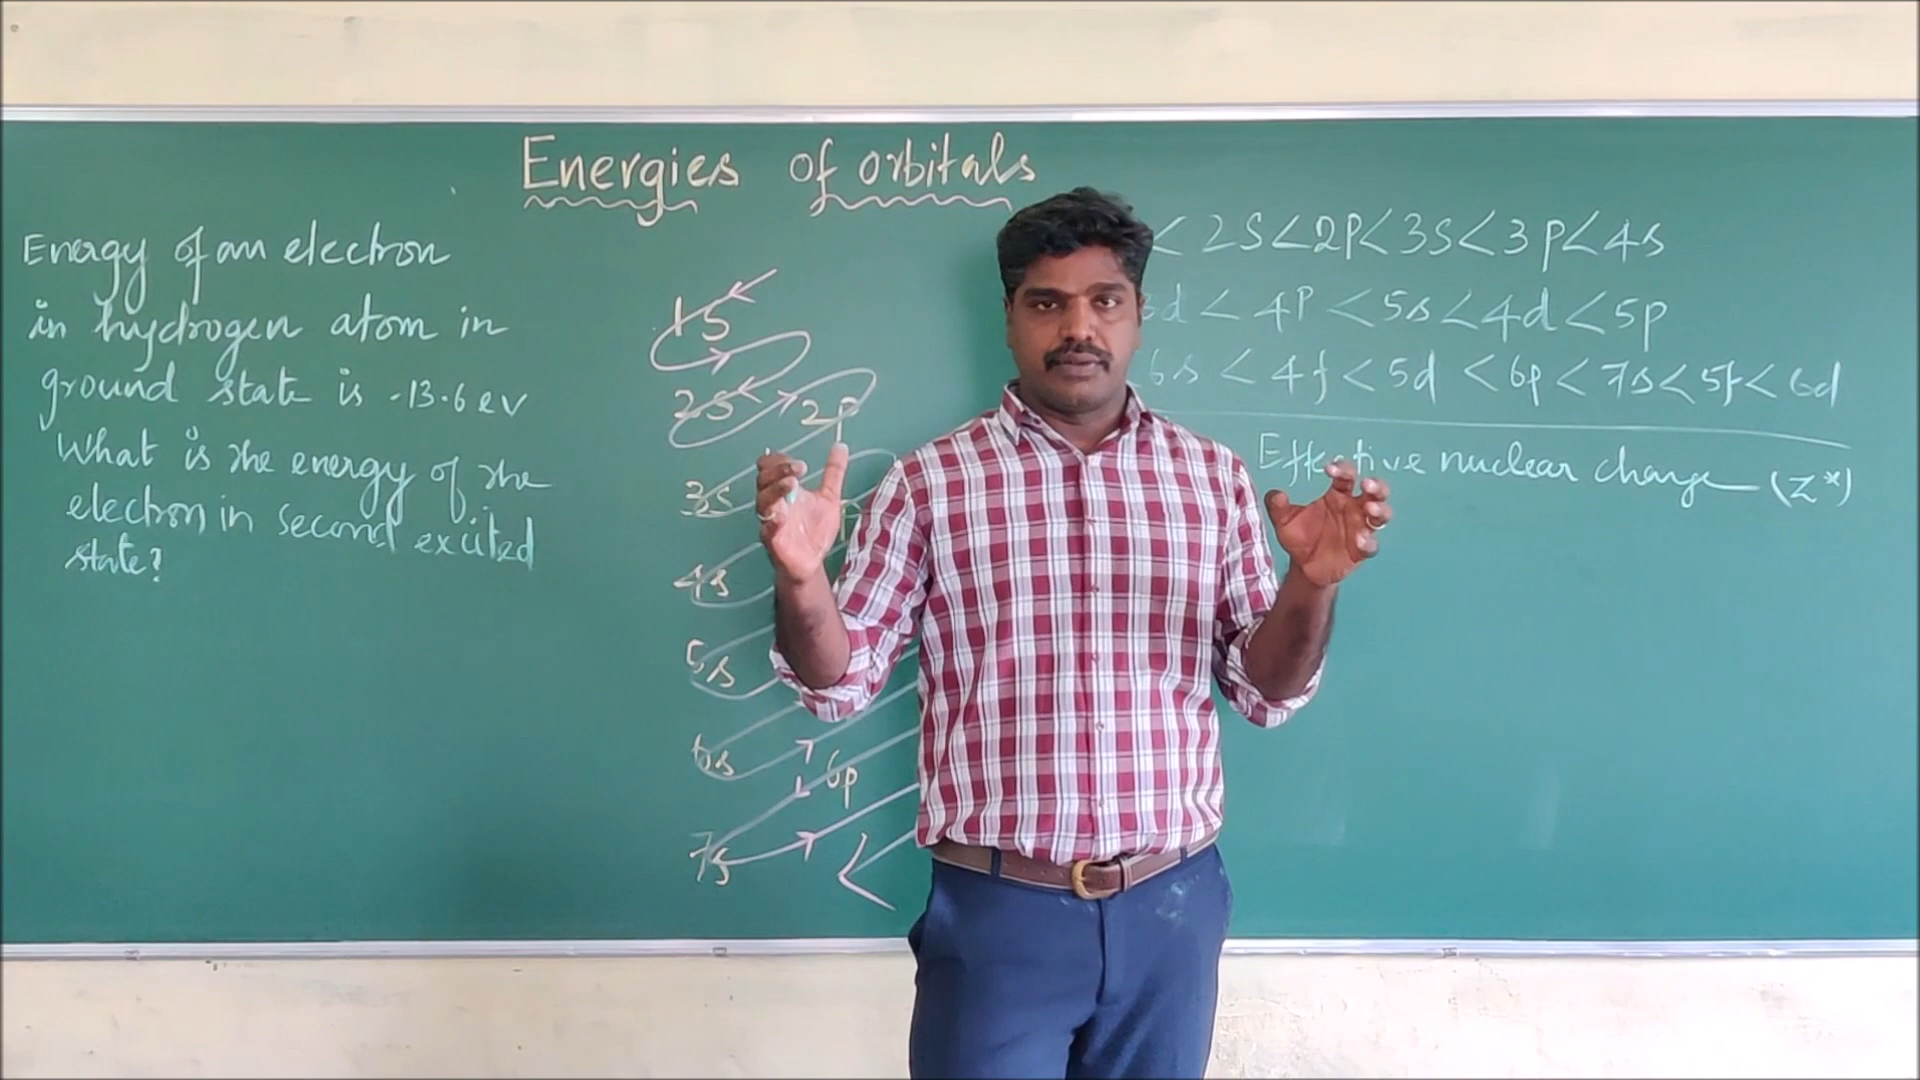 Energies of orbitals
Energy of an electron
in hydrogen atom in
ground state is -13.6 ev
What is the energy of the
electron in second excited
state?
1s
2s 2p
3s
4s
5s
6s
6p
7s
< 2s<2p<3s<3p<4s
3d < 4p < 5s < 4d < 5p
6s < 4f < 5d < 6p < 7s < 5f < 6d
Effective nuclear charge (Z*)